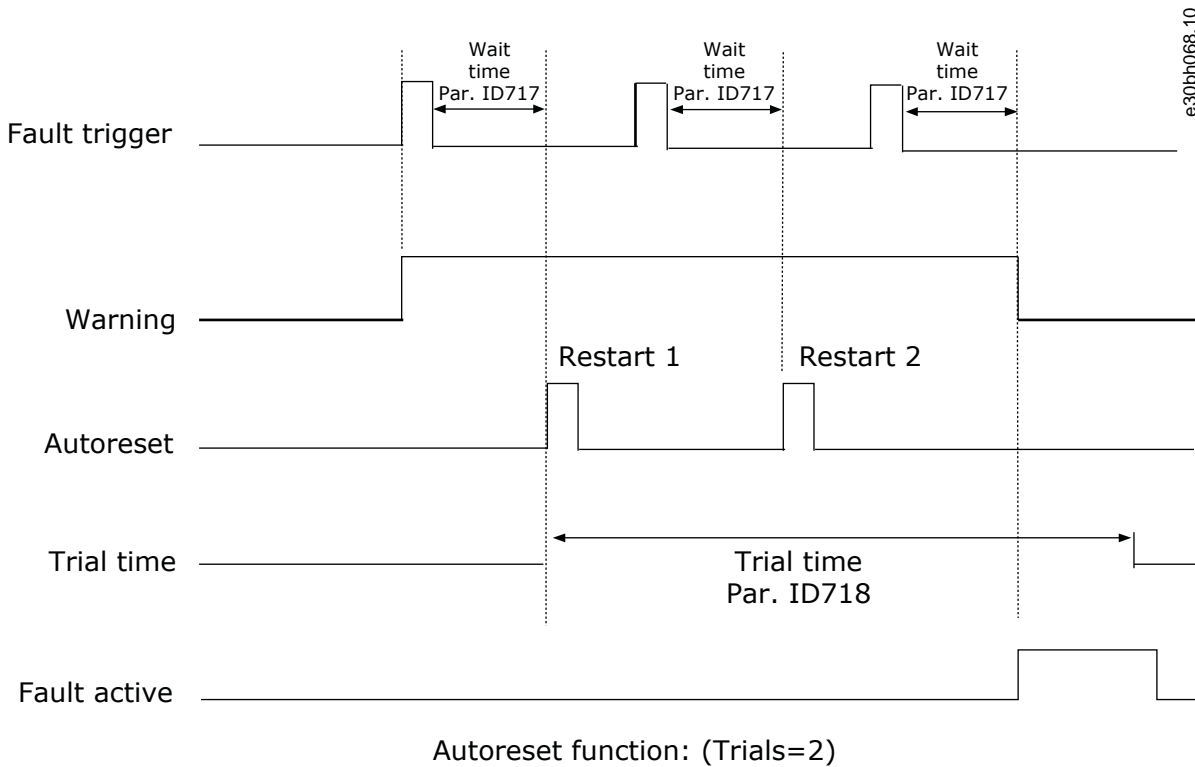 e30bh068.10
Wait
time
Par. ID717
Wait
time
Par. ID717
Wait
time
Par. ID717
Fault trigger
Warning
Restart 1
Restart 2
Autoreset
Trial time
Trial time
Par. ID718
Fault active
Autoreset function: (Trials=2)